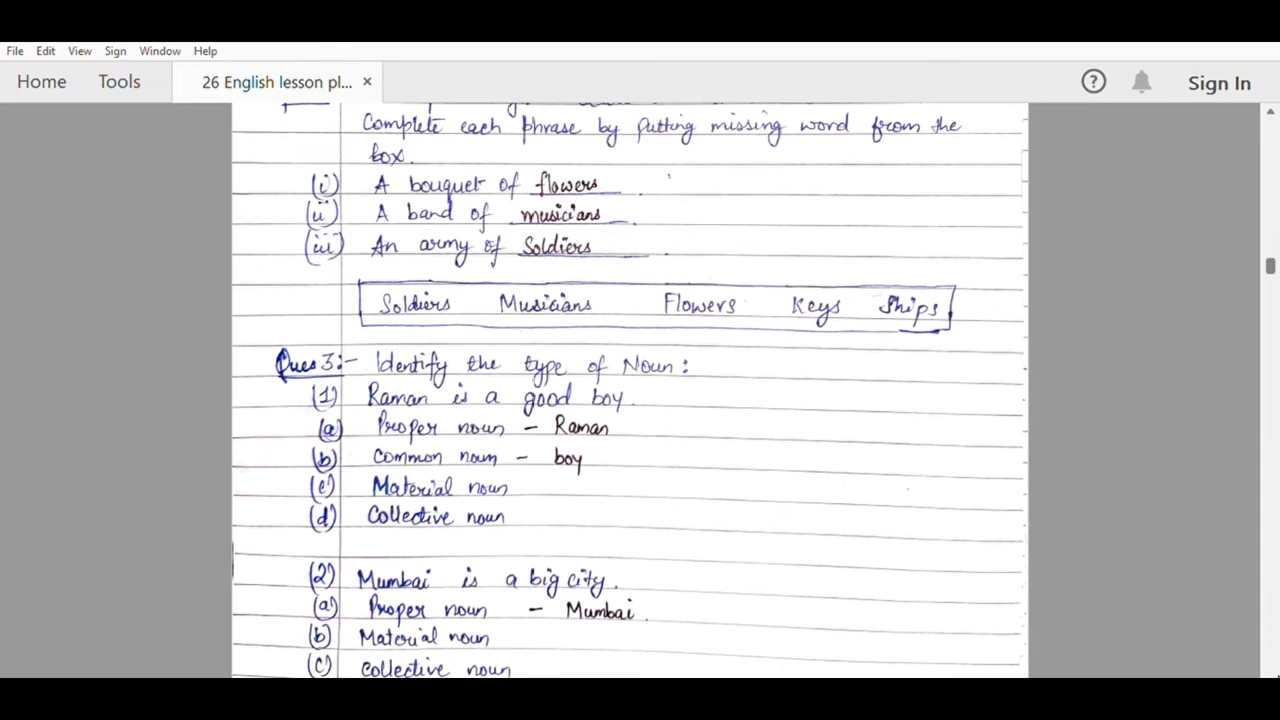 File Edit View Sign Window Help
Home Tools 26 English lesson pl... × Sign In
Complete each phrase by putting missing word from the
box.
(i) A bouquet of flowers .
(ii) A band of musicians .
(iii) An army of Soldiers .
Soldiers Musicians Flowers Keys Ships
Ques 3:- Identify the type of Noun:
(1) Raman is a good boy.
(a) Proper noun - Raman
(b) Common noun - boy
(c) Material noun
(d) Collective noun
(2) Mumbai is a big city.
(a) Proper noun - Mumbai.
(b) Material noun
(c) Collective noun